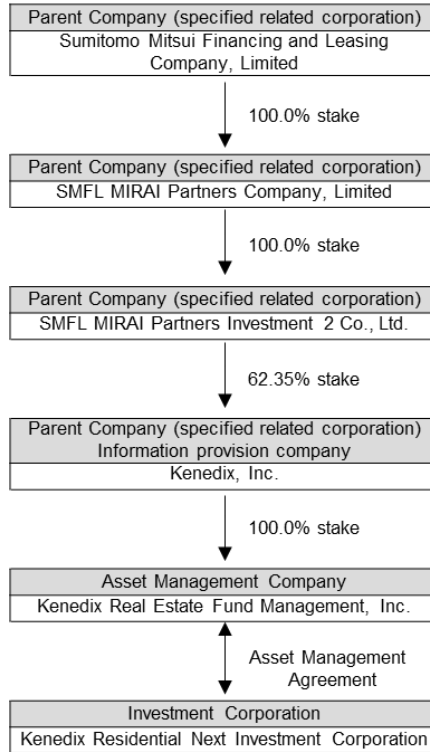 Parent Company (specified related corporation)
Sumitomo Mitsui Financing and Leasing
Company, Limited
100.0% stake
Parent Company (specified related corporation)
SMFL MIRAI Partners Company, Limited
100.0% stake
Parent Company (specified related corporation)
SMFL MIRAI Partners Investment 2 Co., Ltd.
62.35% stake
Parent Company (specified related corporation)
Information provision company
Kenedix, Inc.
100.0% stake
Asset Management Company
Kenedix Real Estate Fund Management, Inc.
Asset Management
Agreement
Investment Corporation
Kenedix Residential Next Investment Corporation